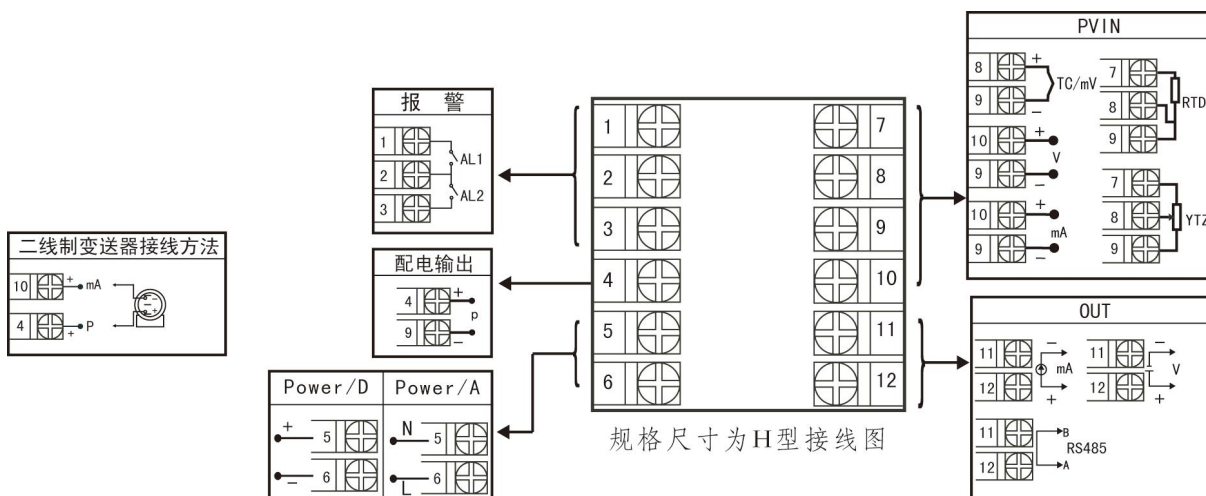 二线制变送器接线方法
10 + mA
4 + P
报 警
1
2
3
AL1
AL2
配电输出
4 +
9 −
p
Power/D Power/A
+ 5
− 6
N 5
L 6
1
2
3
4
5
6
7
8
9
10
11
12
规格尺寸为H型接线图
PVIN
8 +
9 −
TC/mV
10 +
9 −
V
10 +
9 −
mA
7
8
9
RTD
7
8
9
YTZ
OUT
11 −
12 +
mA
11 −
12 +
V
11 B
12 A
RS485